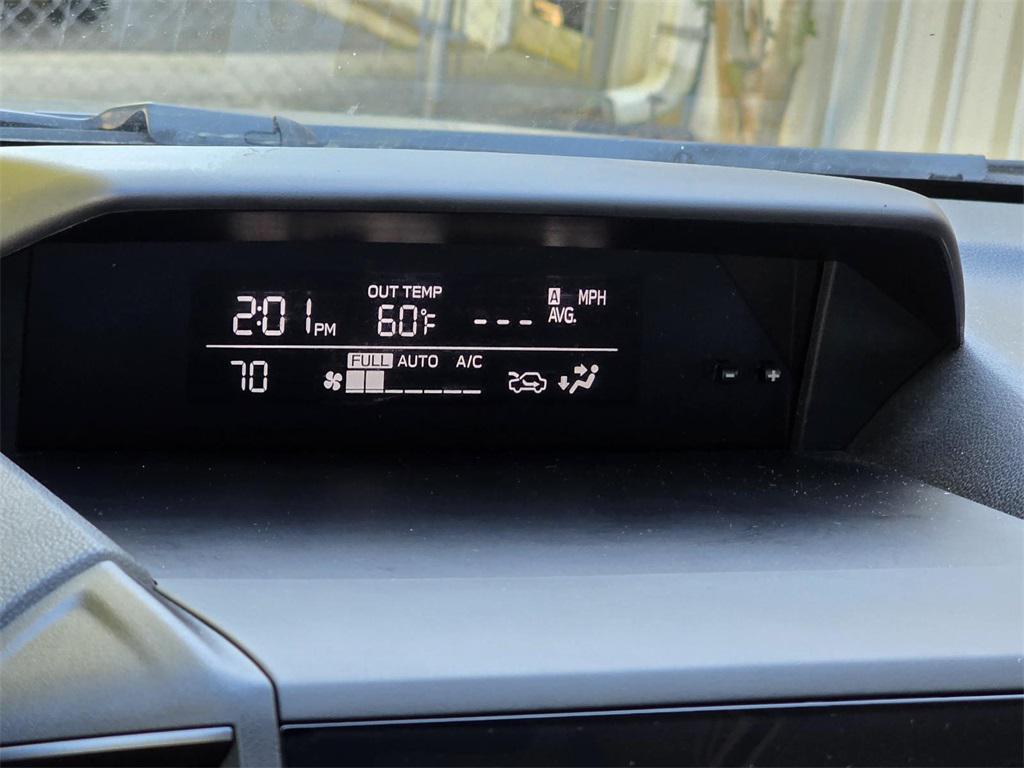 OUT TEMP A MPH
2:01 PM 60°F --- AVG.
FULL AUTO A/C
70
- +